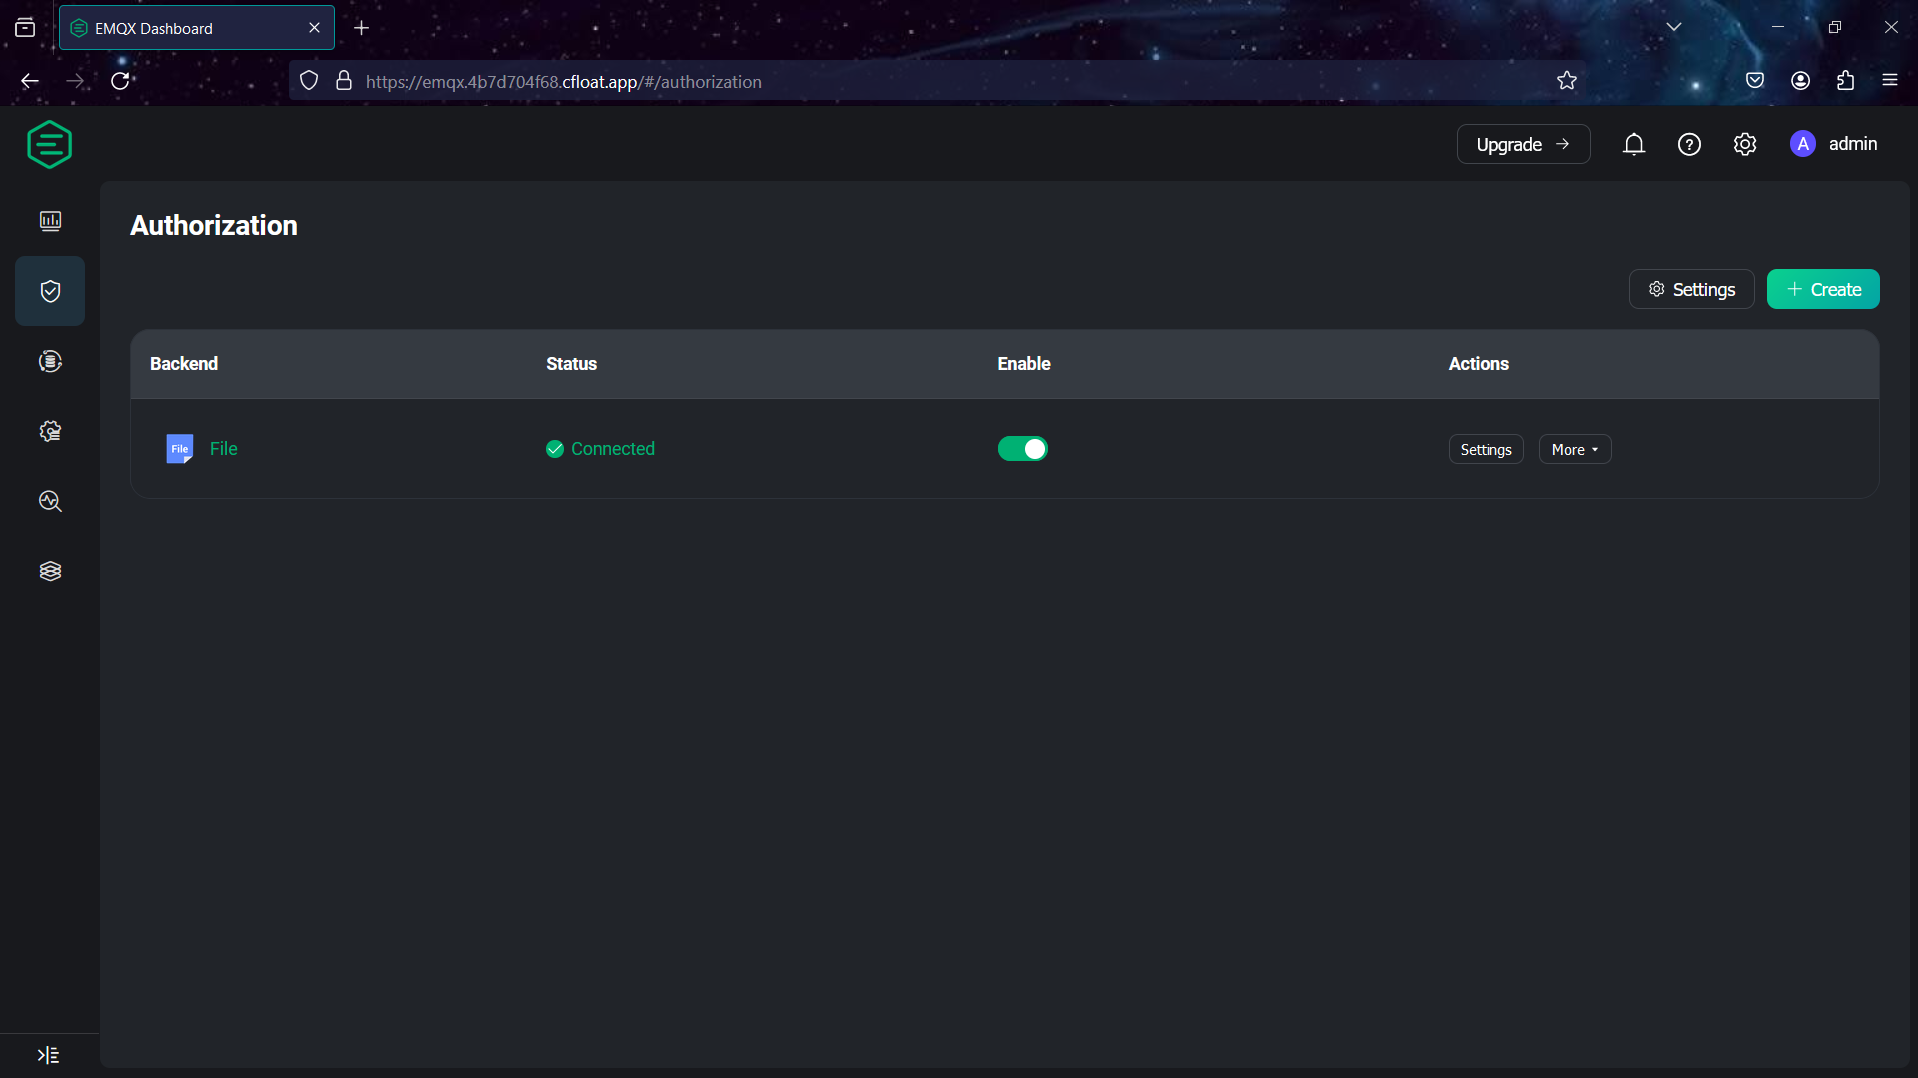 EMQX Dashboard
https://emqx.4b7d704f68.cfloat.app/#/authorization
Upgrade
A admin
Authorization
Settings
Create
Backend Status Enable Actions
File File Connected Settings More